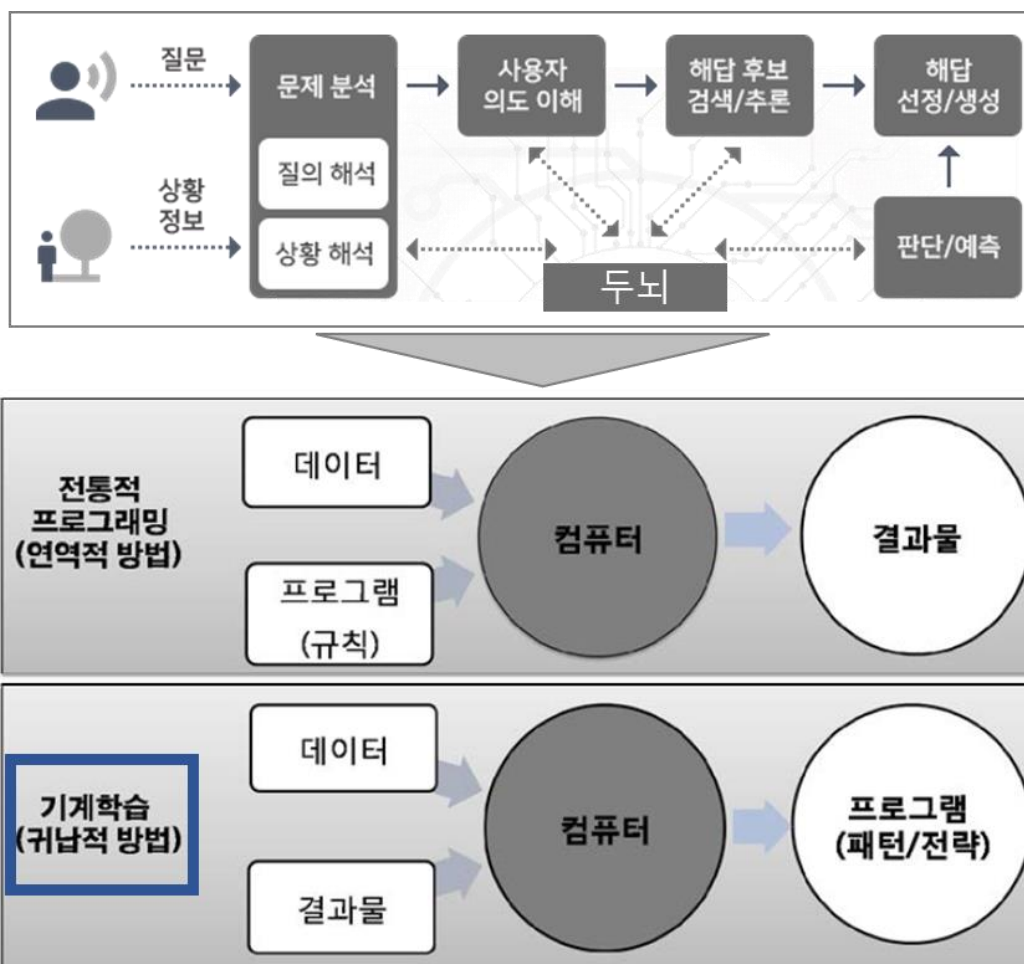 질문
문제 분석
사용자
의도 이해
해답 후보
검색/추론
해답
선정/생성
질의 해석
상황
정보
상황 해석
판단/예측
두뇌
전통적
프로그래밍
(연역적 방법)
데이터
프로그램
(규칙)
컴퓨터
결과물
기계학습
(귀납적 방법)
데이터
결과물
컴퓨터
프로그램
(패턴/전략)